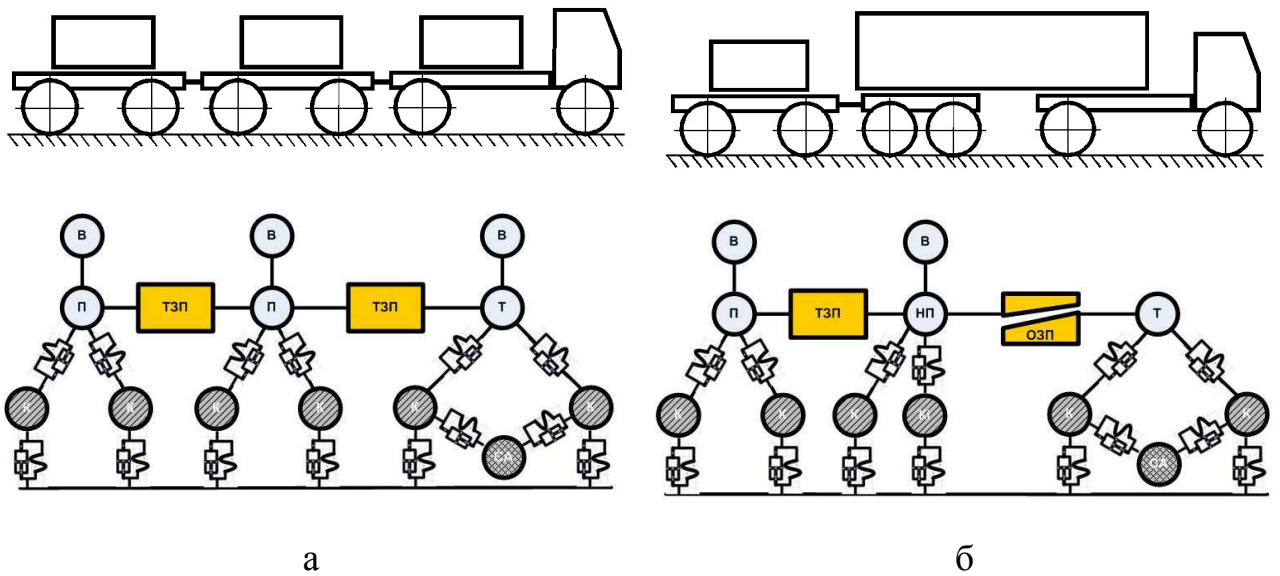 В В В
П ТЗП П ТЗП Т
К К К К К К
СА
а
В В
П ТЗП НП ОЗП Т
К К К К К К
СА
б